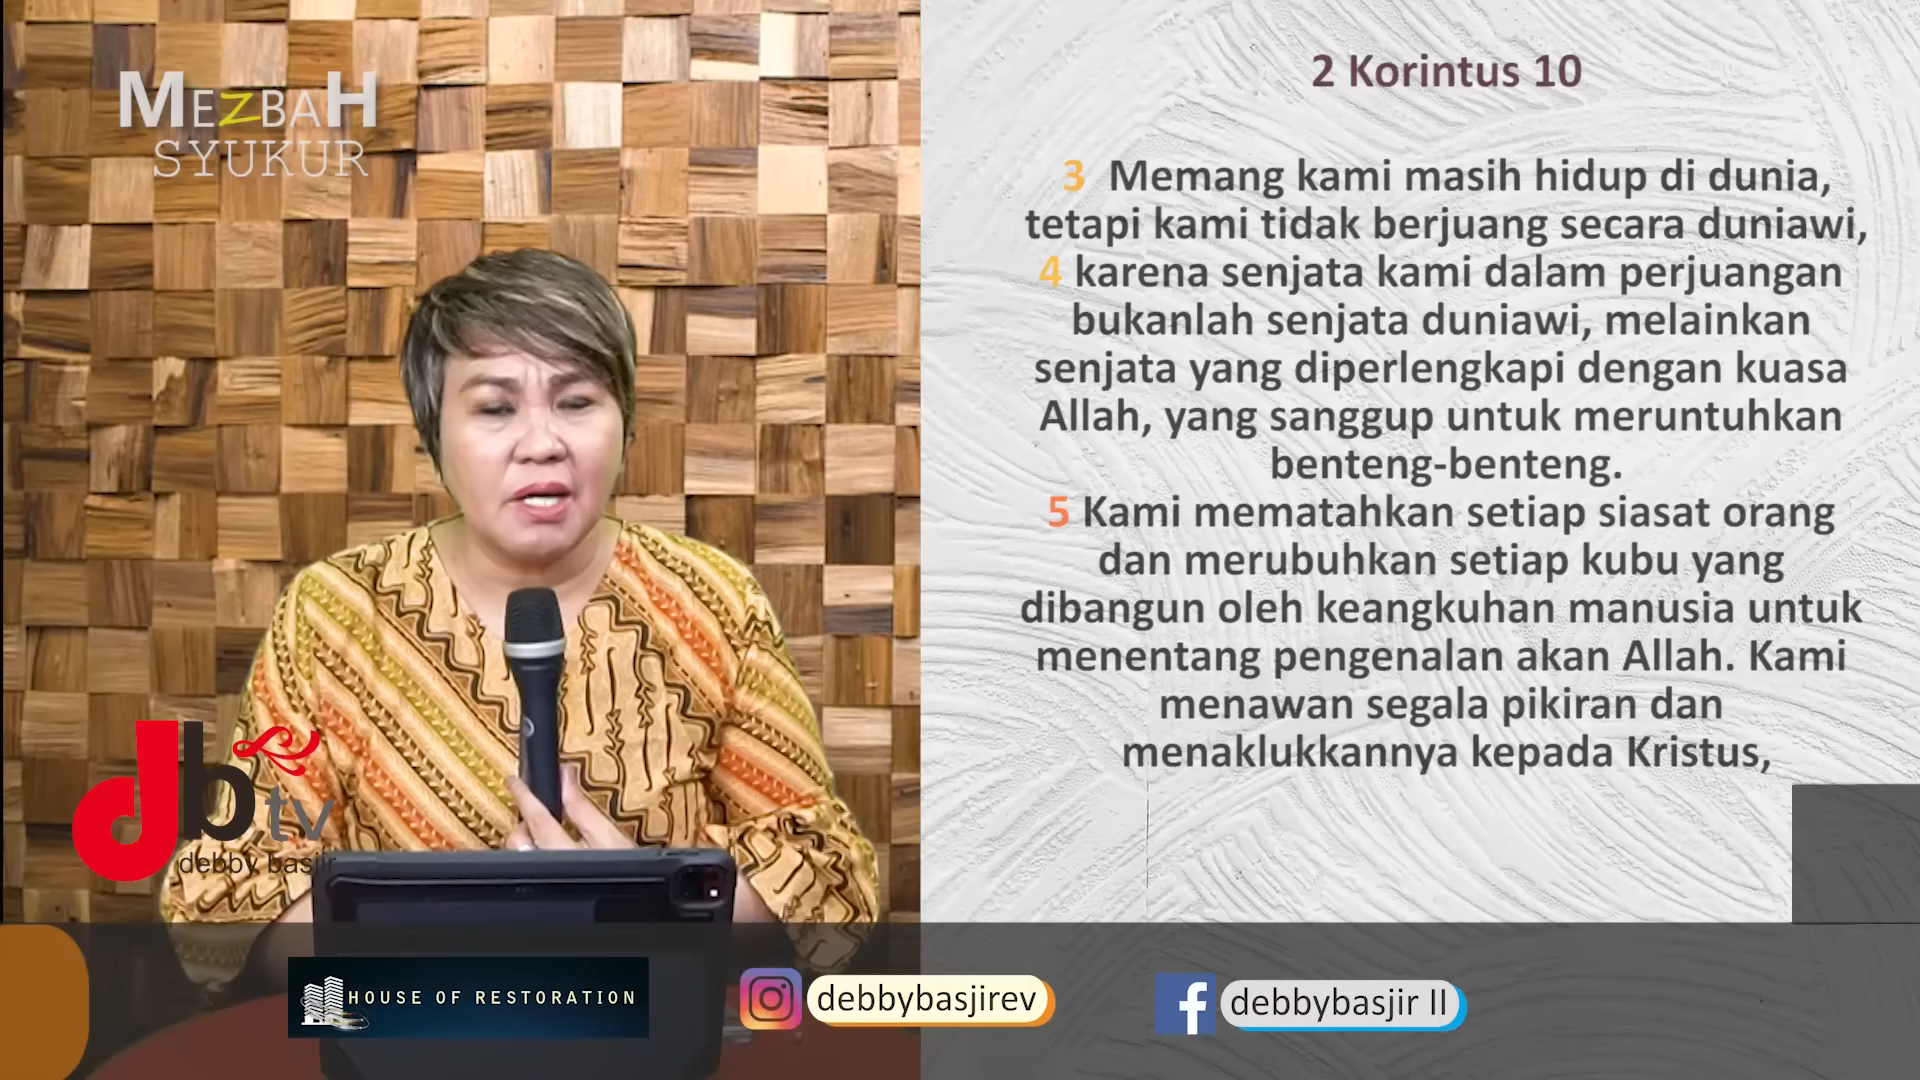 MEZBAH
SYUKUR
2 Korintus 10
3 Memang kami masih hidup di dunia,
tetapi kami tidak berjuang secara duniawi,
4 karena senjata kami dalam perjuangan
bukanlah senjata duniawi, melainkan
senjata yang diperlengkapi dengan kuasa
Allah, yang sanggup untuk meruntuhkan
benteng-benteng.
5 Kami mematahkan setiap siasat orang
dan merubuhkan setiap kubu yang
dibangun oleh keangkuhan manusia untuk
menentang pengenalan akan Allah. Kami
menawan segala pikiran dan
menaklukkannya kepada Kristus,
db tv
debby basjir
HOUSE OF RESTORATION
debbybasjirev
debbybasjir II